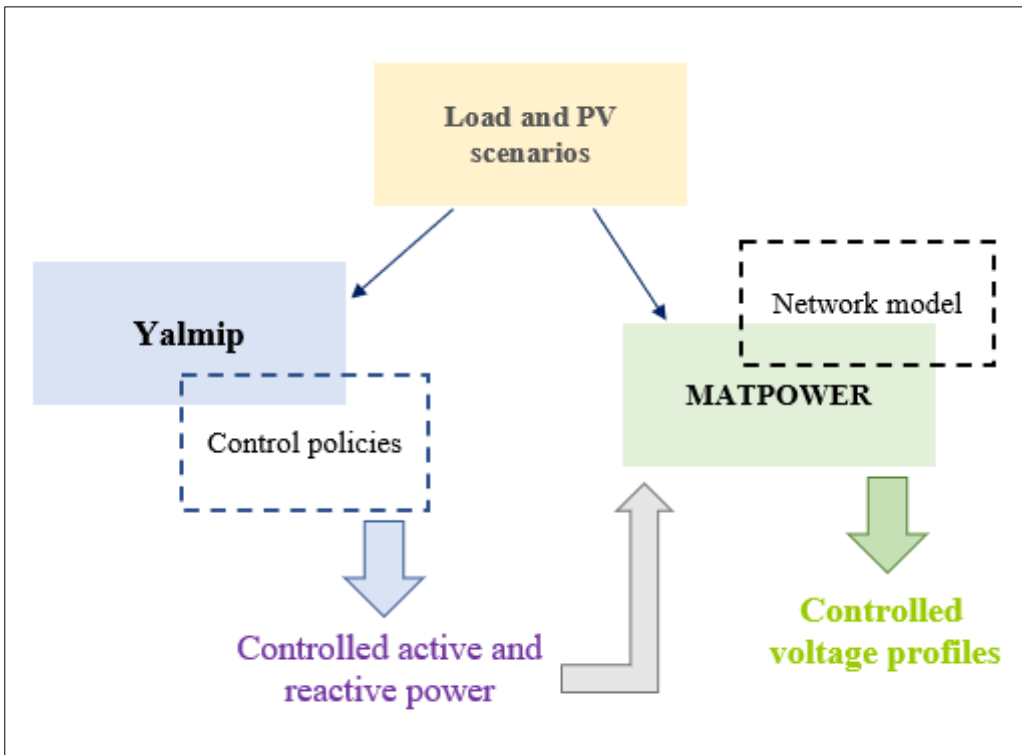 Load and PV
scenarios
Yalmip
Control policies
Network model
MATPOWER
Controlled active and
reactive power
Controlled
voltage profiles